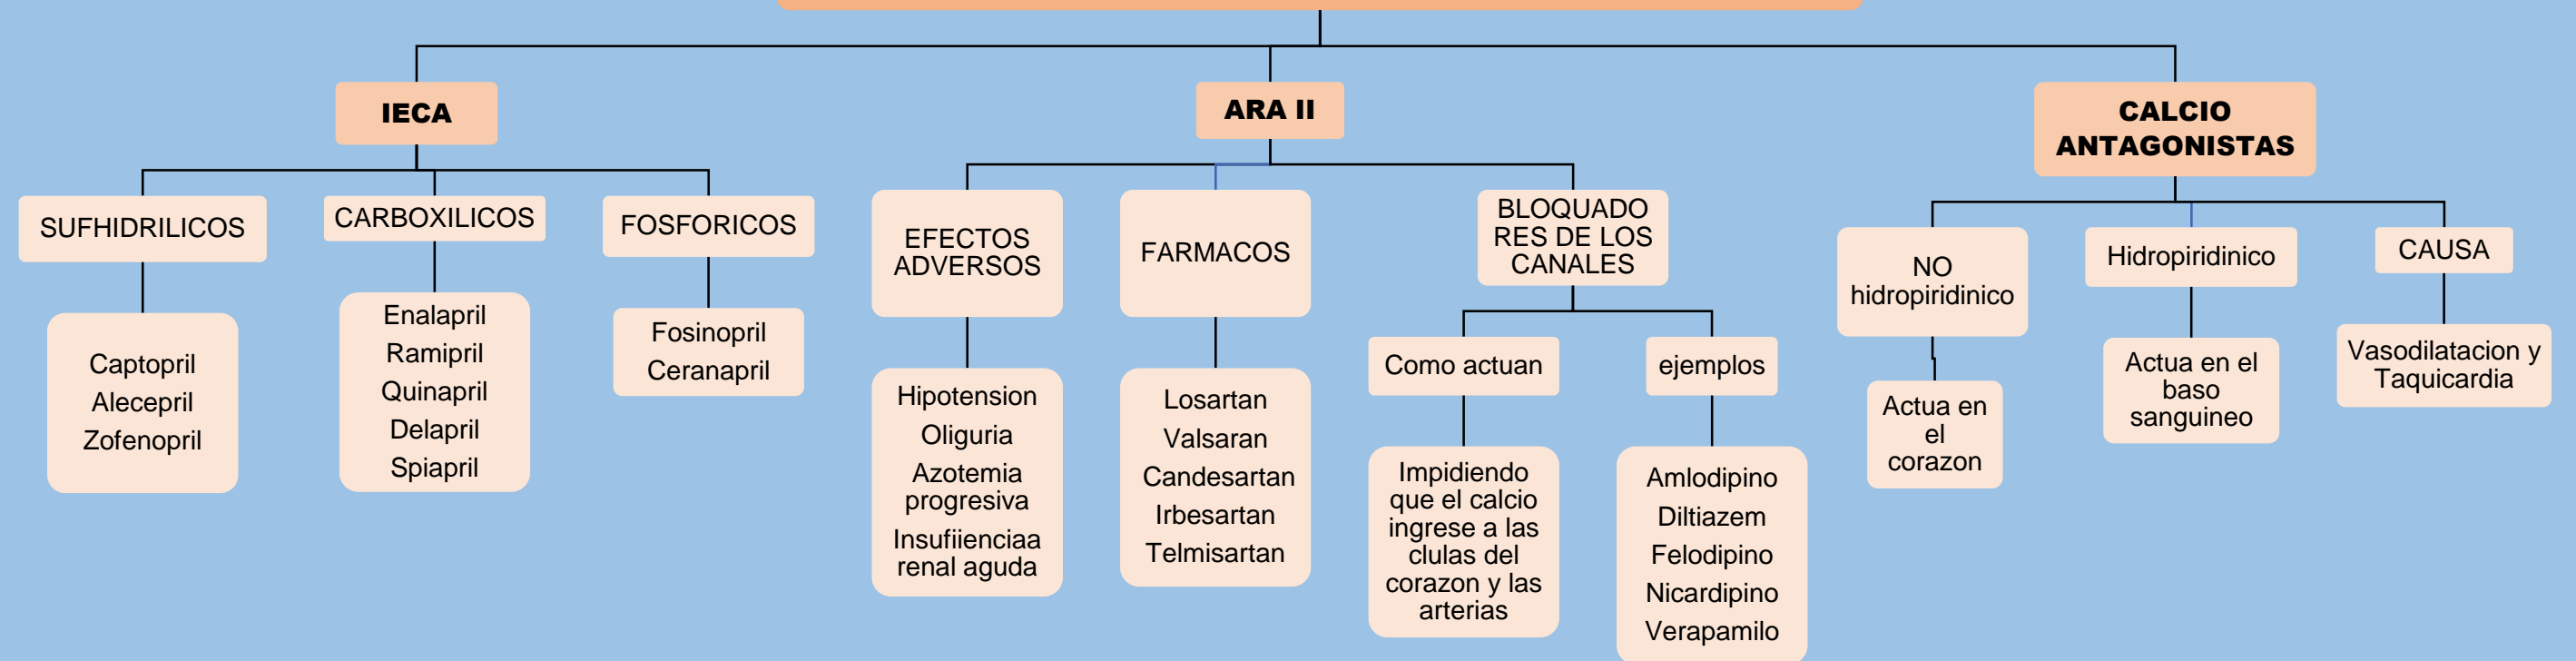 IECA
ARA II
CALCIO
ANTAGONISTAS
SUFHIDRILICOS
CARBOXILICOS
FOSFORICOS
EFECTOS
ADVERSOS
FARMACOS
BLOQUADO
RES DE LOS
CANALES
NO
hidropiridinico
Hidropiridinico
CAUSA
Captopril
Alecepril
Zofenopril
Enalapril
Ramipril
Quinapril
Delapril
Spiapril
Fosinopril
Ceranapril
Hipotension
Oliguria
Azotemia
progresiva
Insufiienciaa
renal aguda
Losartan
Valsaran
Candesartan
Irbesartan
Telmisartan
Como actuan
ejemplos
Impidiendo
que el calcio
ingrese a las
clulas del
corazon y las
arterias
Amlodipino
Diltiazem
Felodipino
Nicardipino
Verapamilo
Actua en
el
corazon
Actua en el
baso
sanguineo
Vasodilatacion y
Taquicardia